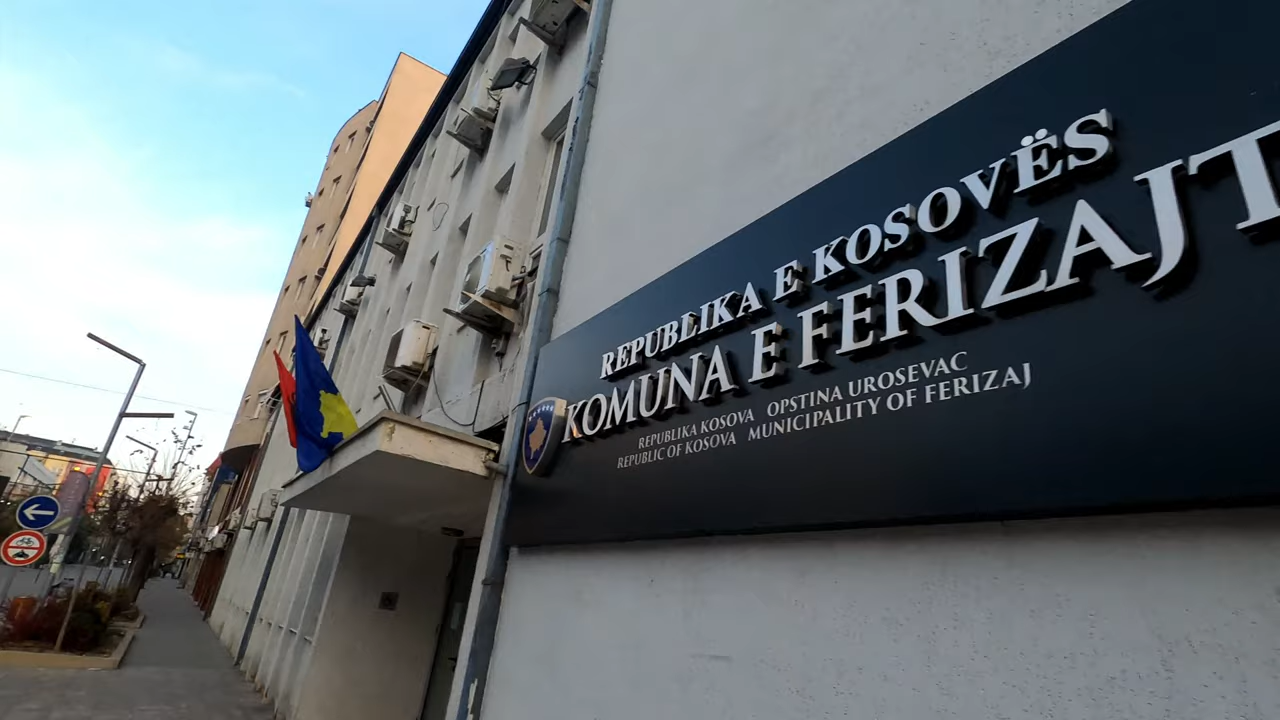 REPUBLIKA E KOSOVËS
KOMUNA E FERIZAJT
REPUBLIKA KOSOVA OPSTINA UROSEVAC
REPUBLIC OF KOSOVA MUNICIPALITY OF FERIZAJ